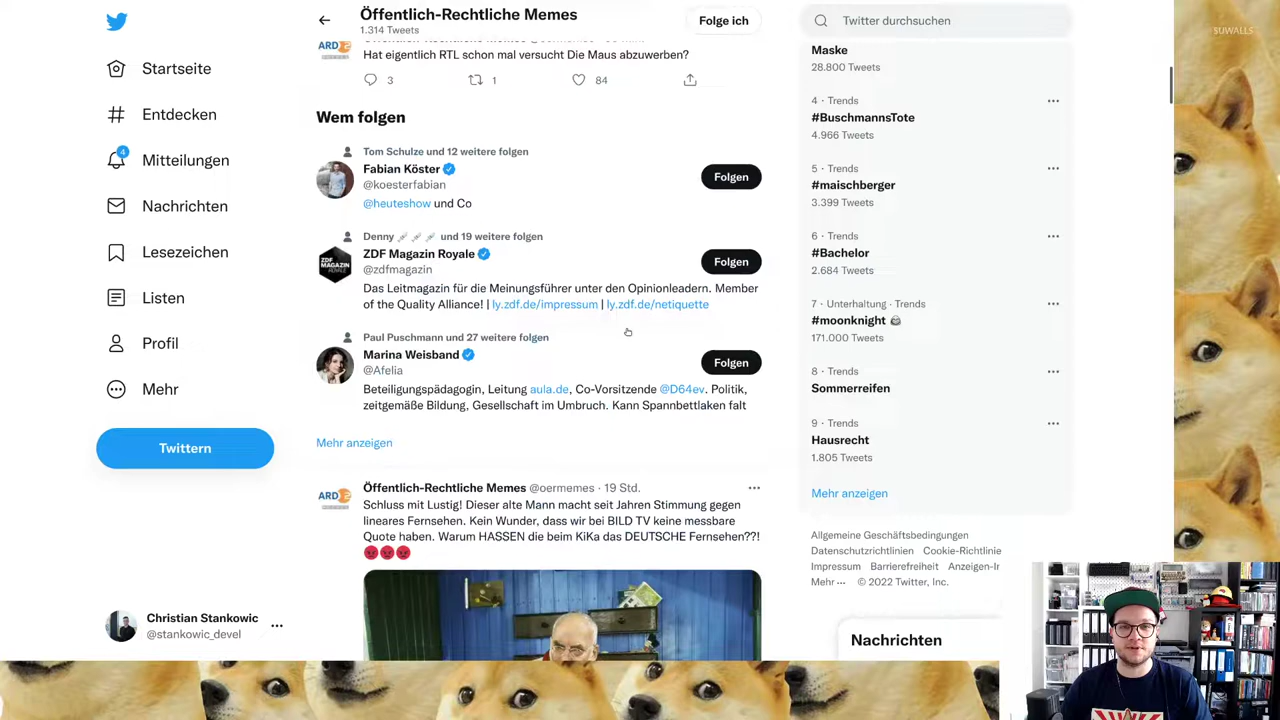 Öffentlich-Rechtliche Memes
1.314 Tweets
Folge ich
Startseite
Entdecken
4
Mitteilungen
Nachrichten
Lesezeichen
Listen
Profil
Mehr
Twittern
Christian Stankowic
@stankowic_devel
ARD
Hat eigentlich RTL schon mal versucht Die Maus abzuwerben?
3
1
84
Wem folgen
Tom Schulze und 12 weitere folgen
Fabian Köster
@koesterfabian
Folgen
@heuteshow und Co
Denny und 19 weitere folgen
ZDF Magazin Royale
@zdfmagazin
Folgen
ZDF
MAGAZIN
ROYALE
Das Leitmagazin für die Meinungsführer unter den Opinionleadern. Member
of the Quality Alliance! | ly.zdf.de/impressum | ly.zdf.de/netiquette
Paul Puschmann und 27 weitere folgen
Marina Weisband
@Afelia
Folgen
Beteiligungspädagogin, Leitung aula.de, Co-Vorsitzende @D64ev. Politik,
zeitgemäße Bildung, Gesellschaft im Umbruch. Kann Spannbettlaken falt
Mehr anzeigen
ARD
Öffentlich-Rechtliche Memes @oermemes · 19 Std.
Schluss mit Lustig! Dieser alte Mann macht seit Jahren Stimmung gegen
lineares Fernsehen. Kein Wunder, dass wir bei BILD TV keine messbare
Quote haben. Warum HASSEN die beim KiKa das DEUTSCHE Fernsehen??!
Twitter durchsuchen
Maske
28.800 Tweets
4 · Trends
#BuschmannsTote
4.966 Tweets
5 · Trends
#maischberger
3.399 Tweets
6 · Trends
#Bachelor
2.684 Tweets
7 · Unterhaltung · Trends
#moonknight
171.000 Tweets
8 · Trends
Sommerreifen
9 · Trends
Hausrecht
1.805 Tweets
Mehr anzeigen
Allgemeine Geschäftsbedingungen
Datenschutzrichtlinien Cookie-Richtlinie
Impressum Barrierefreiheit Anzeigen-In
Mehr ··· © 2022 Twitter, Inc.
Nachrichten
SUWALLS